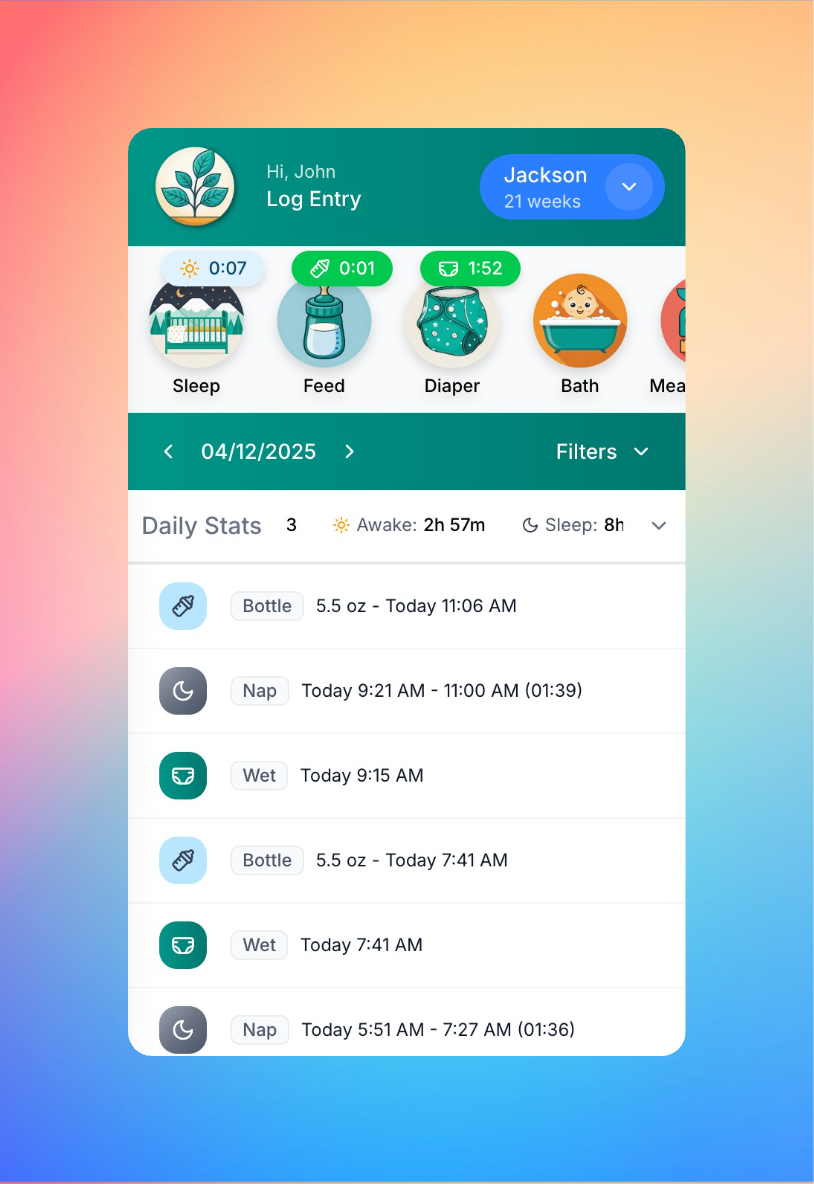 Hi, John
Log Entry
Jackson
21 weeks
0:07
0:01
1:52
Sleep
Feed
Diaper
Bath
Mea
04/12/2025
Filters
Daily Stats 3 Awake: 2h 57m Sleep: 8h
Bottle 5.5 oz - Today 11:06 AM
Nap Today 9:21 AM - 11:00 AM (01:39)
Wet Today 9:15 AM
Bottle 5.5 oz - Today 7:41 AM
Wet Today 7:41 AM
Nap Today 5:51 AM - 7:27 AM (01:36)